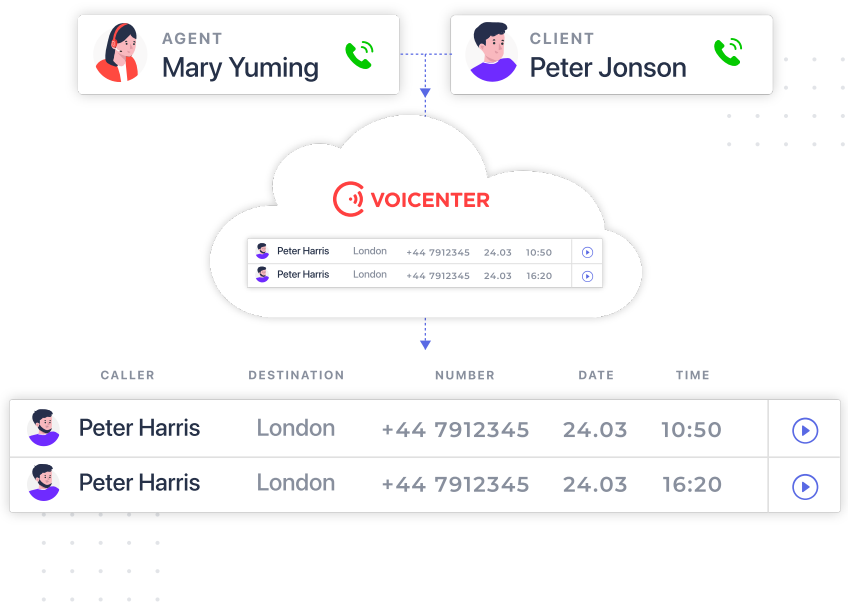 AGENT
Mary Yuming
CLIENT
Peter Jonson
VOICENTER
Peter Harris London +44 7912345 24.03 10:50
Peter Harris London +44 7912345 24.03 16:20
CALLER DESTINATION NUMBER DATE TIME
Peter Harris London +44 7912345 24.03 10:50
Peter Harris London +44 7912345 24.03 16:20